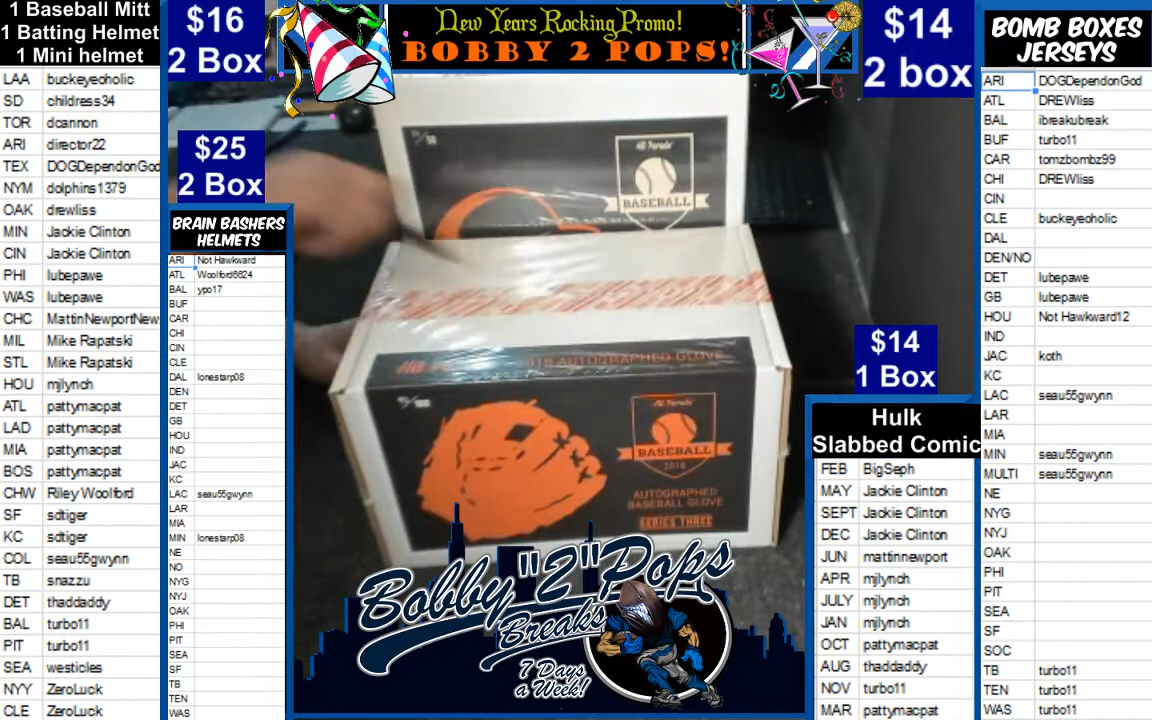 1 Baseball Mitt
1 Batting Helmet
1 Mini helmet
LAA buckeyeoholic
SD childress34
TOR dcannon
ARI director22
TEX DOGDependonGod
NYM dolphins1379
OAK drewliss
MIN Jackie Clinton
CIN Jackie Clinton
PHI lubepawe
WAS lubepawe
CHC MattinNewportNew
MIL Mike Rapatski
STL Mike Rapatski
HOU mjlynch
ATL pattymacpat
LAD pattymacpat
MIA pattymacpat
BOS pattymacpat
CHW Riley Woolford
SF sdtiger
KC sdtiger
COL seau55gwynn
TB snazzu
DET thaddaddy
BAL turbo11
PIT turbo11
SEA westicles
NYY ZeroLuck
CLE ZeroLuck
$16
2 Box
$25
2 Box
BRAIN BASHERS
HELMETS
ARI Not Hawkward
ATL Woolford6624
BAL ypo17
BUF
CAR
CHI
CIN
CLE
DAL lonestarp08
DEN
DET
GB
HOU
IND
JAC
KC
LAC seau55gwynn
LAR
MIA
MIN lonestarp08
NE
NO
NYG
NYJ
OAK
PHI
PIT
SEA
SF
TB
TEN
WAS
New Years Rocking Promo!
BOBBY 2 POPS!
Hit Parade
BASEBALL
AUTOGRAPHED GLOVE
Hit Parade
BASEBALL
2018
AUTOGRAPHED
BASEBALL GLOVE
SERIES THREE
Bobby "2" Pops
Breaks
7 Days
a Week!
$14
2 box
$14
1 Box
Hulk
Slabbed Comic
FEB BigSeph
MAY Jackie Clinton
SEPT Jackie Clinton
DEC Jackie Clinton
JUN mattinnewport
APR mjlynch
JULY mjlynch
JAN mjlynch
OCT pattymacpat
AUG thaddaddy
NOV turbo11
MAR pattymacpat
BOMB BOXES
JERSEYS
ARI DOGDependonGod
ATL DREWliss
BAL ibreakubreak
BUF turbo11
CAR tomzbombz99
CHI DREWliss
CIN
CLE buckeyeoholic
DAL
DEN/NO
DET lubepawe
GB lubepawe
HOU Not Hawkward12
IND
JAC koth
KC
LAC seau55gwynn
LAR
MIA
MIN seau55gwynn
MULTI seau55gwynn
NE
NYG
NYJ
OAK
PHI
PIT
SEA
SF
SOC
TB turbo11
TEN turbo11
WAS turbo11